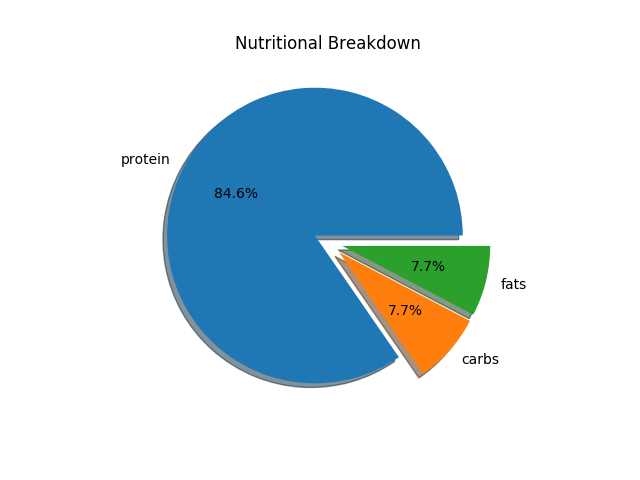 Nutritional Breakdown
protein
84.6%
7.7%
fats
7.7%
carbs